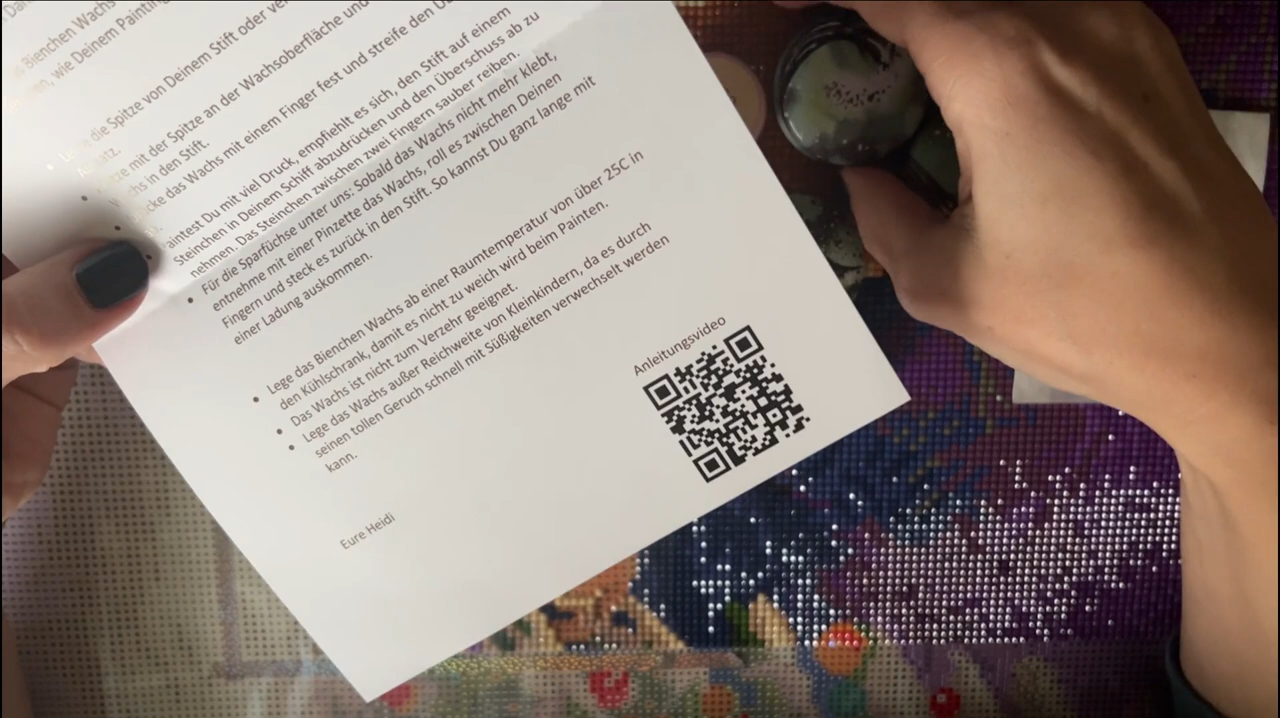 Bienchen Wachs
wie Deinem Painting
die Spitze von Deinem Stift oder
mit der Spitze an der Wachsoberfläche und
in den Stift.
das Wachs mit einem Finger fest und streife den
aintest Du mit viel Druck, empfiehlt es sich, den Stift auf einem
Steinchen in Deinem Schiff abzudrücken und den Überschuss ab zu
nehmen. Das Steinchen zwischen zwei Fingern sauber reiben.
• Für die Sparfüchse unter uns: Sobald das Wachs nicht mehr klebt,
entnehme mit einer Pinzette das Wachs, roll es zwischen Deinen
Fingern und steck es zurück in den Stift. So kannst Du ganz lange mit
einer Ladung auskommen.
• Lege das Bienchen Wachs ab einer Raumtemperatur von über 25C in
den Kühlschrank, damit es nicht zu weich wird beim Painten.
• Das Wachs ist nicht zum Verzehr geeignet.
• Lege das Wachs außer Reichweite von Kleinkindern, da es durch
seinen tollen Geruch schnell mit Süßigkeiten verwechselt werden
kann.
Anleitungsvideo
Eure Heidi